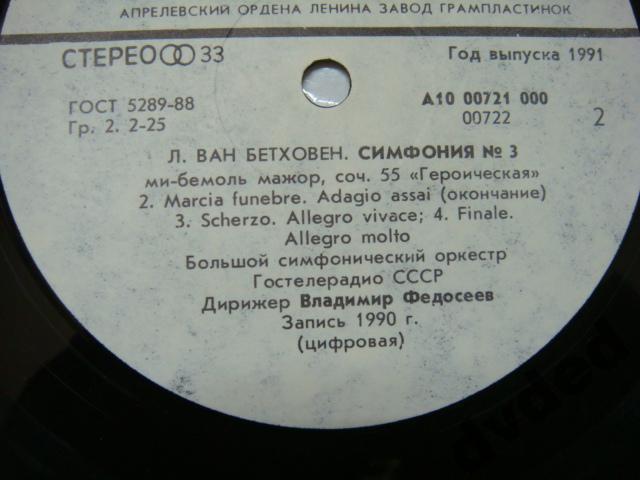 АПРЕЛЕВСКИЙ ОРДЕНА ЛЕНИНА ЗАВОД ГРАМПЛАСТИНОК
СТЕРЕО 33
Год выпуска 1991
ГОСТ 5289-88
Гр. 2. 2-25
А10 00721 000
00722
2
Л. ВАН БЕТХОВЕН. СИМФОНИЯ № 3
ми-бемоль мажор, соч. 55 «Героическая»
2. Marcia funebre. Adagio assai (окончание)
3. Scherzo. Allegro vivace; 4. Finale.
Allegro molto
Большой симфонический оркестр
Гостелерадио СССР
Дирижер Владимир Федосеев
Запись 1990 г.
(цифровая)
dvded